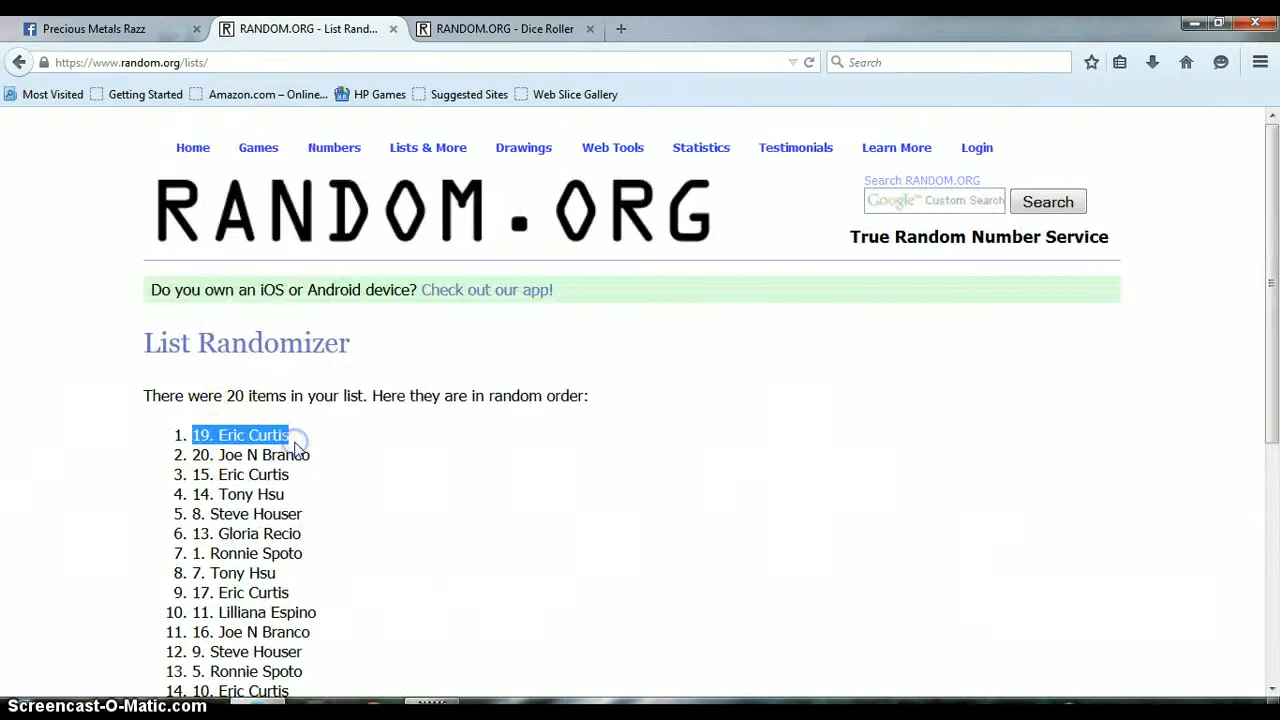 Precious Metals Razz
RANDOM.ORG - List Rand...
RANDOM.ORG - Dice Roller
https://www.random.org/lists/
Search
Most Visited
Getting Started
Amazon.com – Online...
HP Games
Suggested Sites
Web Slice Gallery
Home Games Numbers Lists & More Drawings Web Tools Statistics Testimonials Learn More Login
RANDOM.ORG
Search RANDOM.ORG
Google™ Custom Search
Search
True Random Number Service
Do you own an iOS or Android device? Check out our app!
List Randomizer
There were 20 items in your list. Here they are in random order:
1. 19. Eric Curtis
2. 20. Joe N Branco
3. 15. Eric Curtis
4. 14. Tony Hsu
5. 8. Steve Houser
6. 13. Gloria Recio
7. 1. Ronnie Spoto
8. 7. Tony Hsu
9. 17. Eric Curtis
10. 11. Lilliana Espino
11. 16. Joe N Branco
12. 9. Steve Houser
13. 5. Ronnie Spoto
14. 10. Eric Curtis
Screencast-O-Matic.com